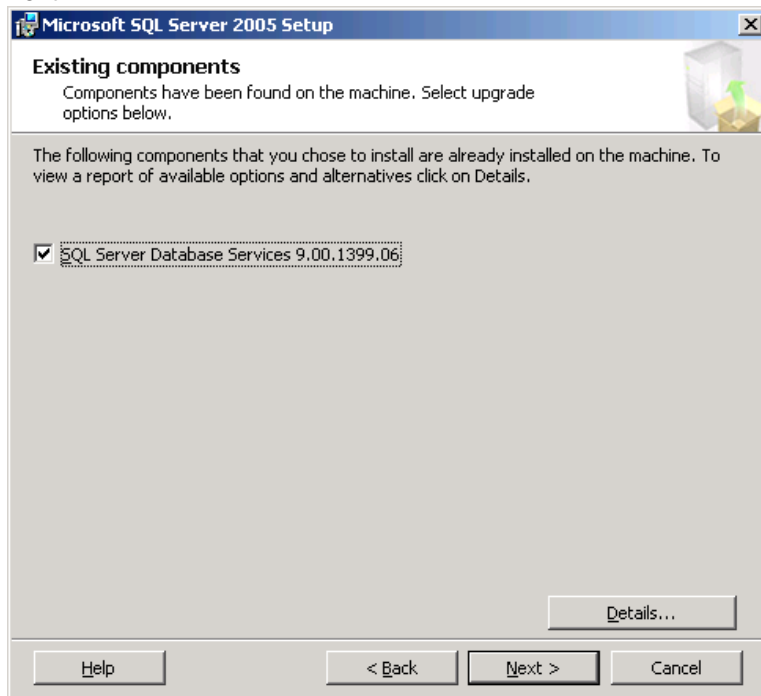 Microsoft SQL Server 2005 Setup
Existing components
Components have been found on the machine. Select upgrade
options below.
The following components that you chose to install are already installed on the machine. To
view a report of available options and alternatives click on Details.
SQL Server Database Services 9.00.1399.06
Details...
Help
< Back
Next >
Cancel